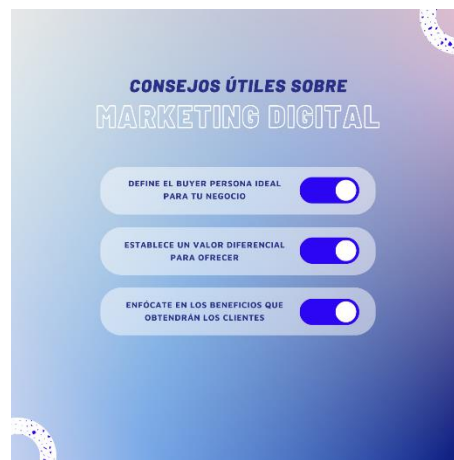 CONSEJOS ÚTILES SOBRE
MARKETING DIGITAL
DEFINE EL BUYER PERSONA IDEAL
PARA TU NEGOCIO
ESTABLECE UN VALOR DIFERENCIAL
PARA OFRECER
ENFÓCATE EN LOS BENEFICIOS QUE
OBTENDRÁN LOS CLIENTES